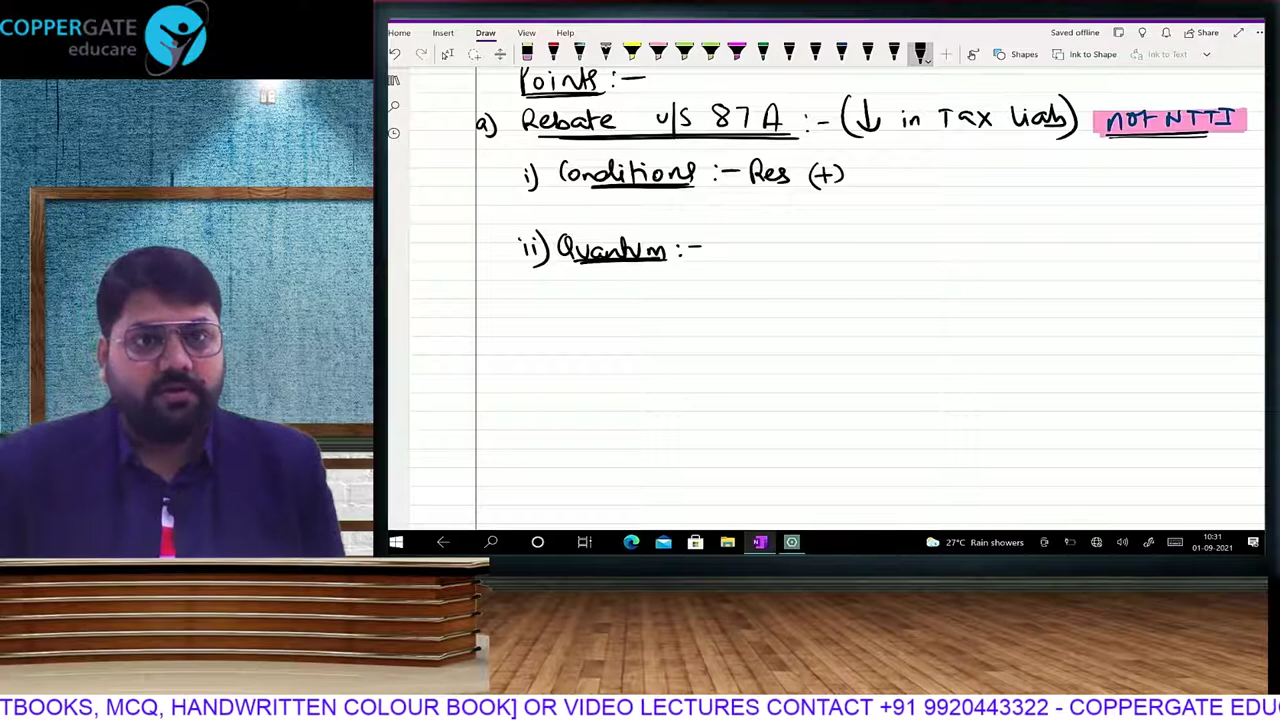 COPPERGATE
educare
Home Insert Draw View Help
Saved offline Share
Shapes Ink to Shape Ink to Text
Points :-
a) Rebate u/s 87A :- (↓ in Tax Liab) not NTTI
i) Conditions :- Res (+)
ii) Quantum :-
27°C Rain showers
10:31
01-09-2021
TBOOKS, MCQ, HANDWRITTEN COLOUR BOOK] OR VIDEO LECTURES CONTACT +91 9920443322 - COPPERGATE EDU